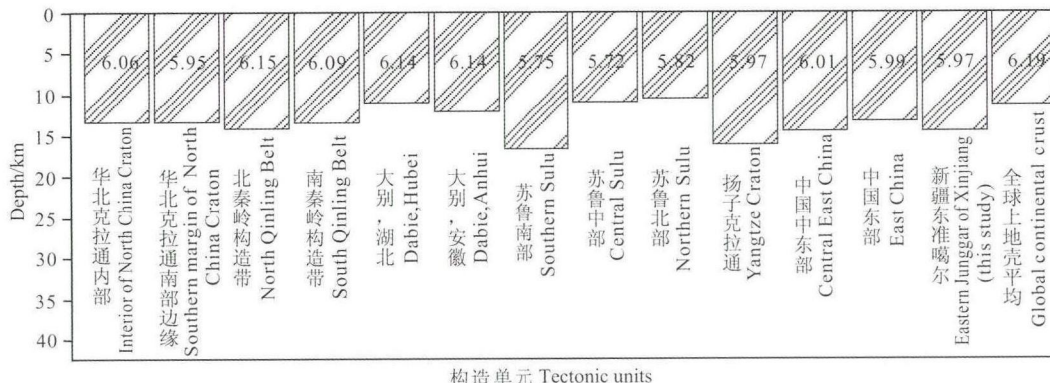 0
5
10
15
20
25
30
35
40
Depth/km
6.06
5.95
6.15
6.09
6.14
6.14
5.75
5.72
5.82
5.97
6.01
5.99
5.97
6.19
华北克拉通内部
Interior of North China Craton
华北克拉通南部边缘
Southern margin of North
China Craton
北秦岭构造带
North Qinling Belt
南秦岭构造带
South Qinling Belt
大别，湖北
Dabie,Hubei
大别，安徽
Dabie,Anhui
苏鲁南部
Southern Sulu
苏鲁中部
Central Sulu
苏鲁北部
Northern Sulu
扬子克拉通
Yangtze Craton
中国中东部
Central East China
中国东部
East China
新疆东准噶尔
Eastern Junggar of Xinjiang
(this study)
全球上地壳平均
Global continental crust
构造单元 Tectonic units